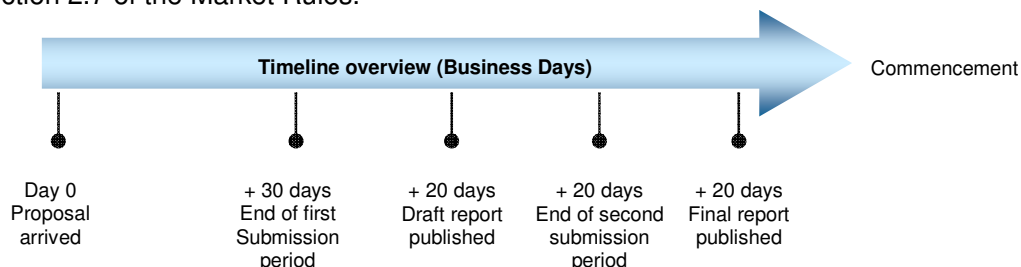 ction 2.7 of the Market Rules.
Timeline overview (Business Days)
Commencement
Day 0
Proposal
arrived
+ 30 days
End of first
Submission
period
+ 20 days
Draft report
published
+ 20 days
End of second
submission
period
+ 20 days
Final report
published